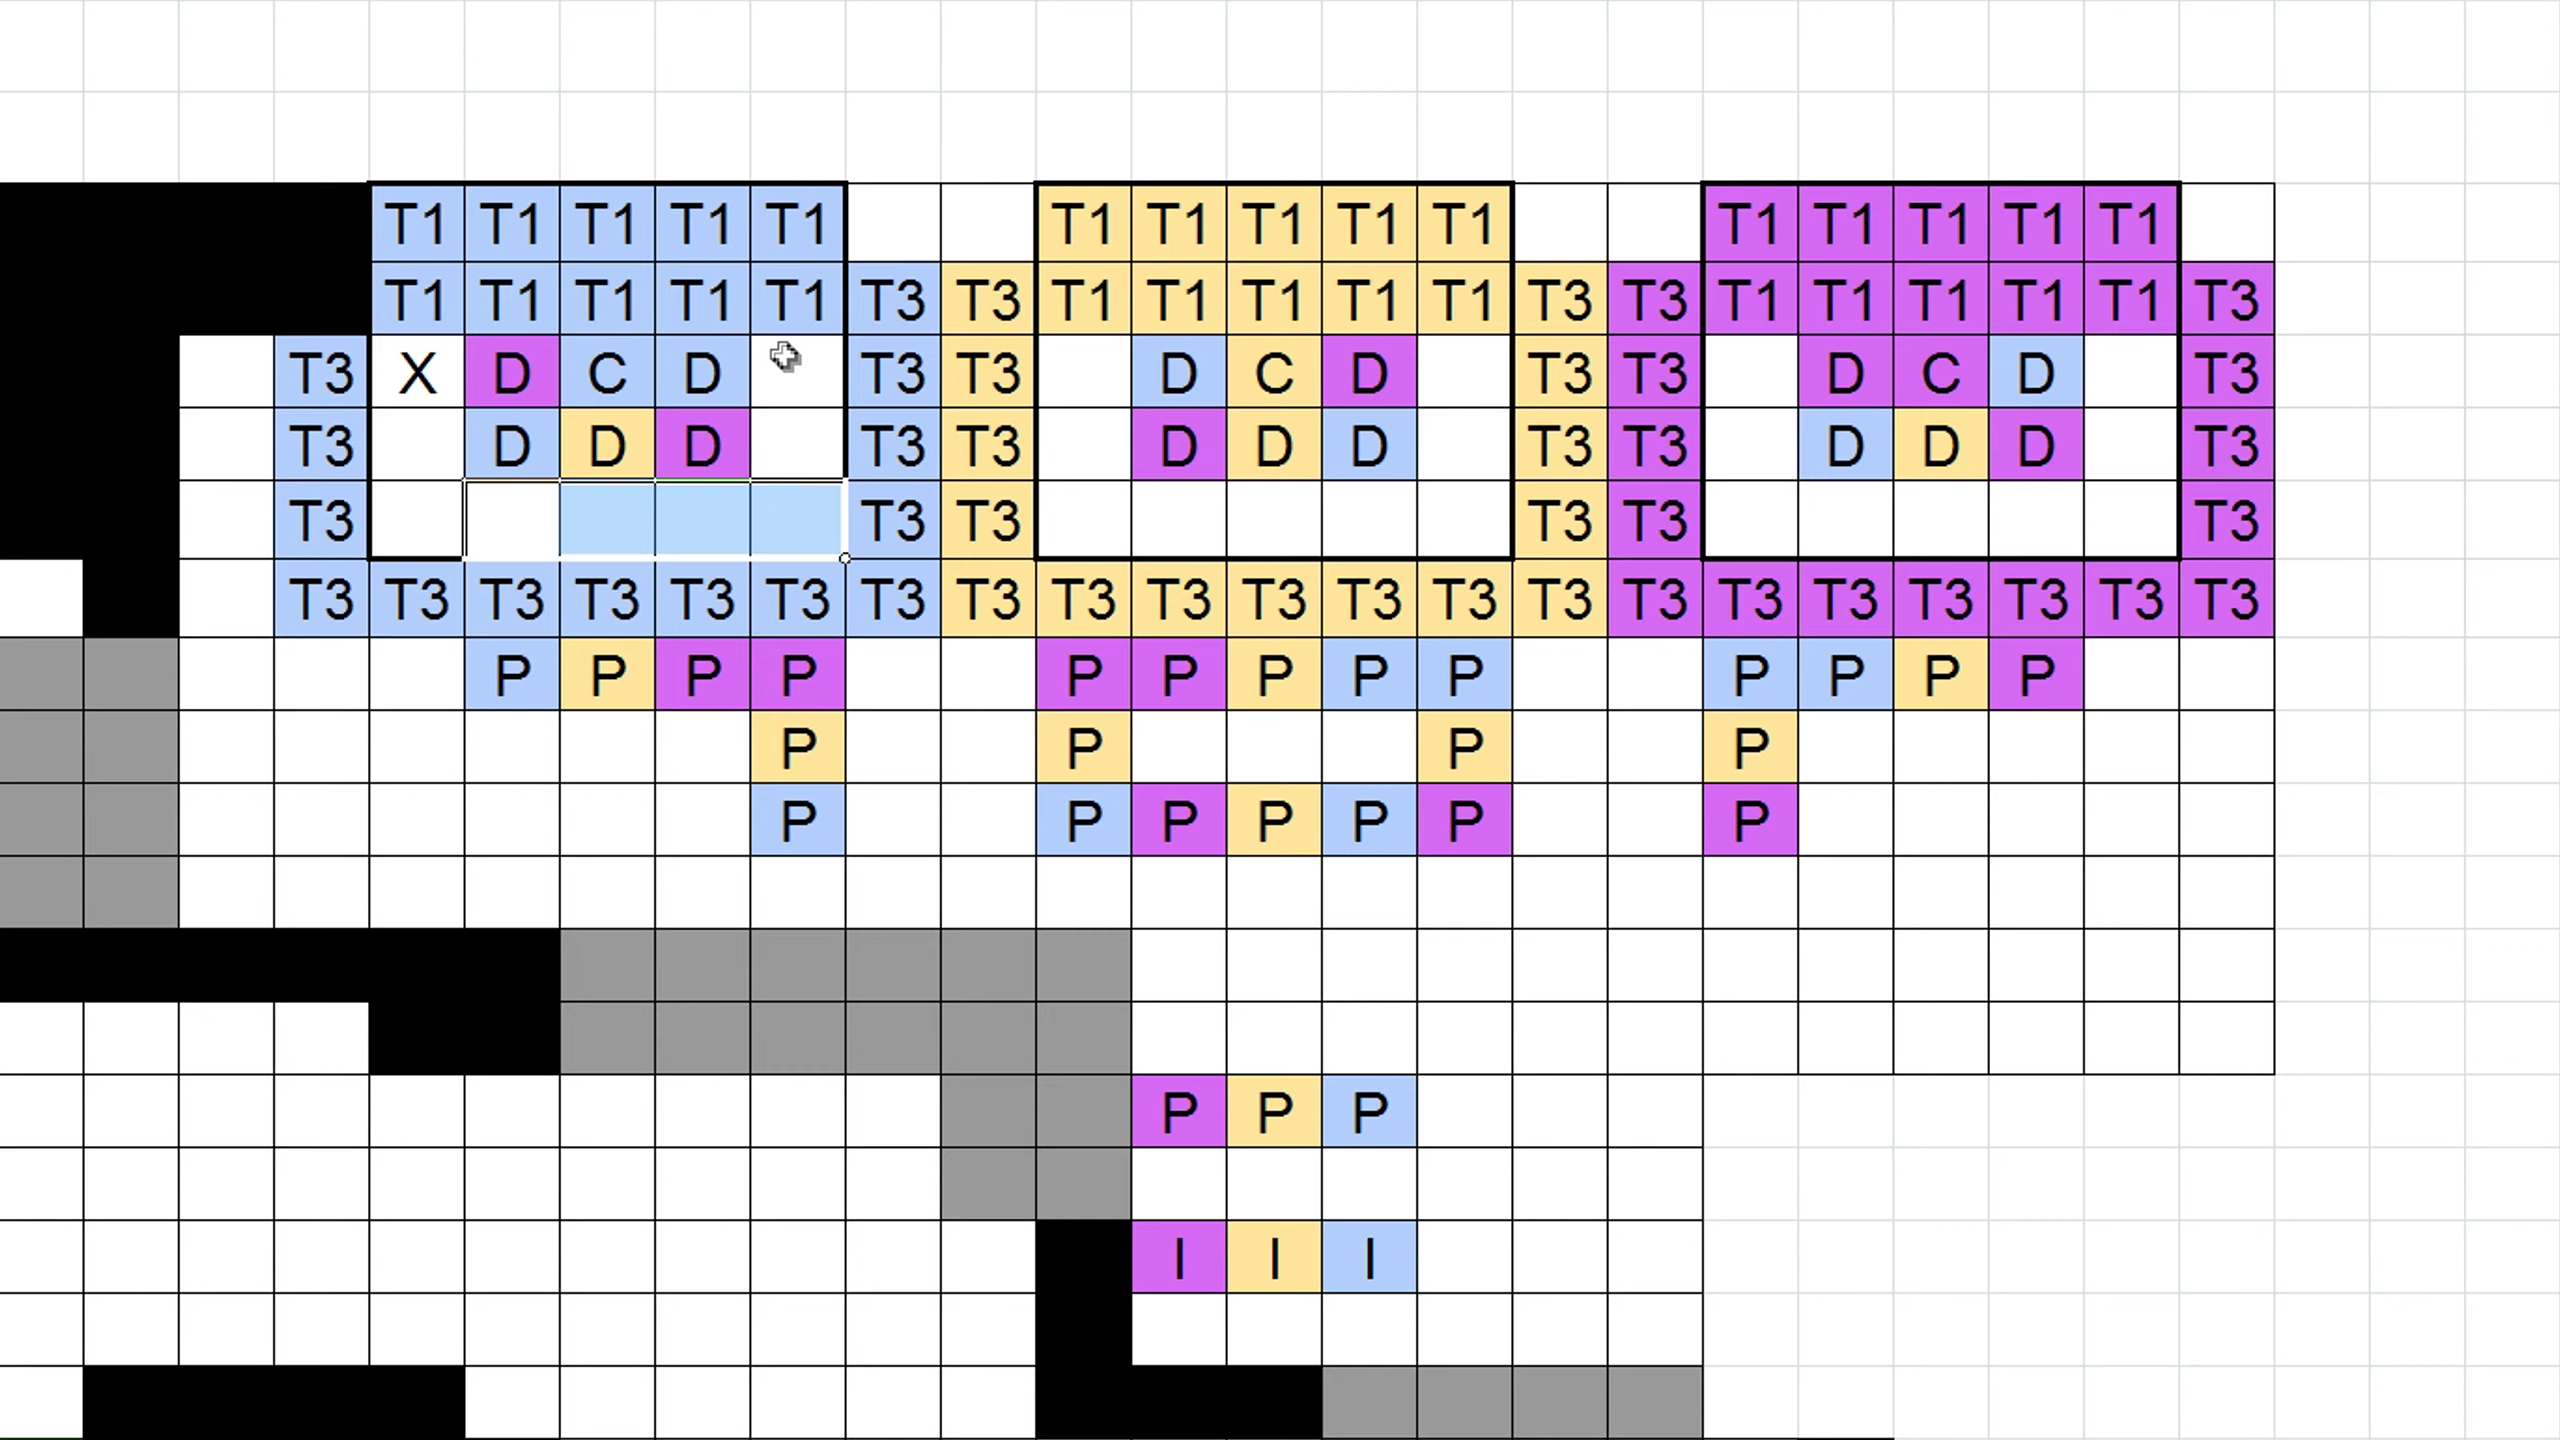 T1 T1 T1 T1 T1 T1 T1 T1 T1 T1 T1 T1 T1 T1 T1
T1 T1 T1 T1 T1 T3 T3 T1 T1 T1 T1 T1 T3 T3 T1 T1 T1 T1 T1 T3
T3 X D C D T3 T3 D C D T3 T3 D C D T3
T3 D D D T3 T3 D D D T3 T3 D D D T3
T3 T3 T3 T3 T3 T3
T3 T3 T3 T3 T3 T3 T3 T3 T3 T3 T3 T3 T3 T3 T3 T3 T3 T3 T3 T3 T3
P P P P P P P P P P P P P
P P P P
P P P P P P P
P P P
I I I